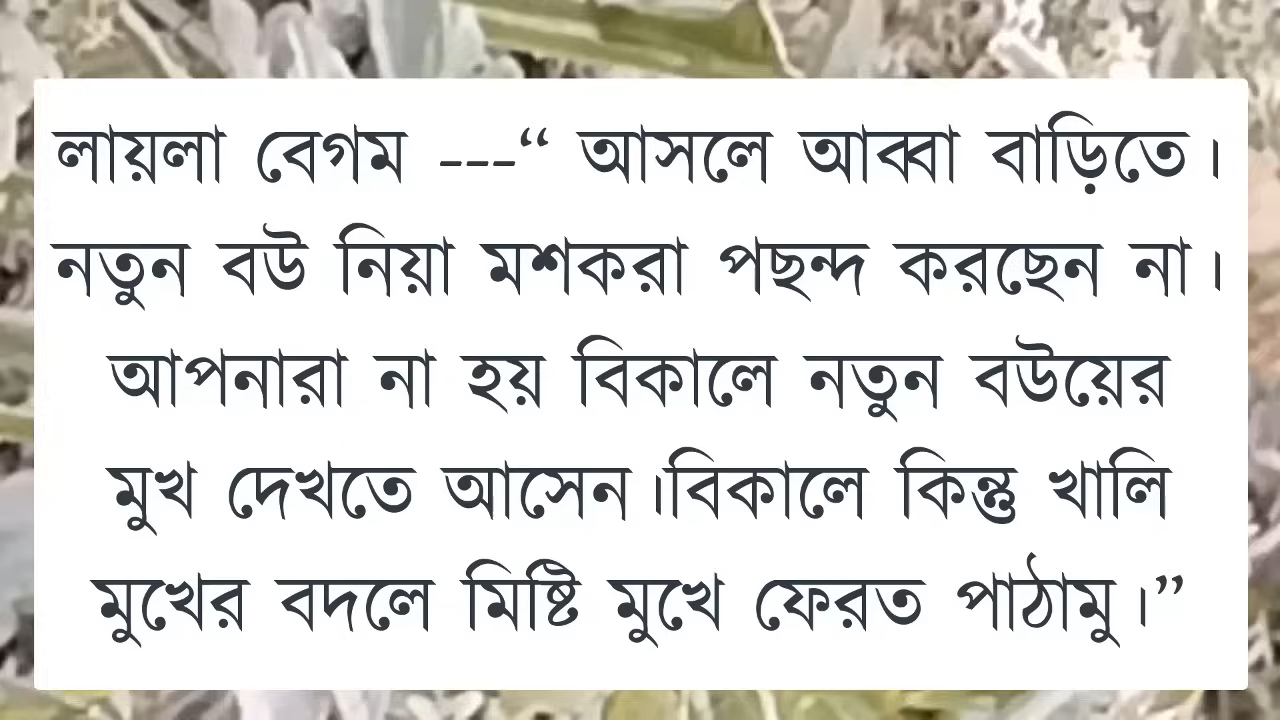 লায়লা বেগম ---“ আসলে আব্বা বাড়িতে।
নতুন বউ নিয়া মশকরা পছন্দ করছেন না।
আপনারা না হয় বিকালে নতুন বউয়ের
মুখ দেখতে আসেন।বিকালে কিন্তু খালি
মুখের বদলে মিষ্টি মুখে ফেরত পাঠামু।”